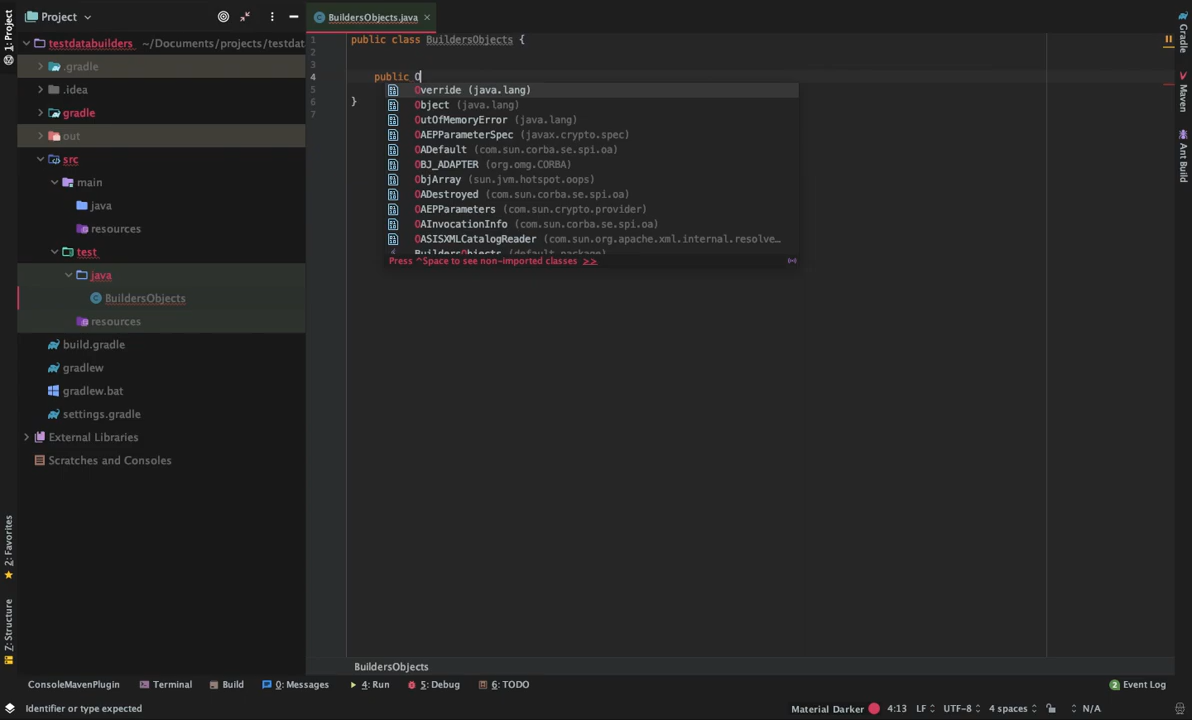 1: Project
Project
testdatabuilders ~/Documents/projects/testdat
.gradle
.idea
gradle
out
src
main
java
resources
test
java
BuildersObjects
resources
build.gradle
gradlew
gradlew.bat
settings.gradle
External Libraries
Scratches and Consoles
2: Favorites
Z: Structure
BuildersObjects.java
1 public class BuildersObjects {
2
3
4 public O
5
6 }
7
Override (java.lang)
Object (java.lang)
OutOfMemoryError (java.lang)
OAEPParameterSpec (javax.crypto.spec)
OADefault (com.sun.corba.se.spi.oa)
OBJ_ADAPTER (org.omg.CORBA)
ObjArray (sun.jvm.hotspot.oops)
OADestroyed (com.sun.corba.se.spi.oa)
OAEPParameters (com.sun.crypto.provider)
OAInvocationInfo (com.sun.corba.se.spi.oa)
OASISXMLCatalogReader (com.sun.org.apache.xml.internal.resolve…
BuildersObjects (default package)
Press ^Space to see non-imported classes >>
Gradle
Maven
Ant Build
BuildersObjects
ConsoleMavenPlugin Terminal Build 0: Messages 4: Run 5: Debug 6: TODO 2 Event Log
Identifier or type expected Material Darker 4:13 LF UTF-8 4 spaces N/A